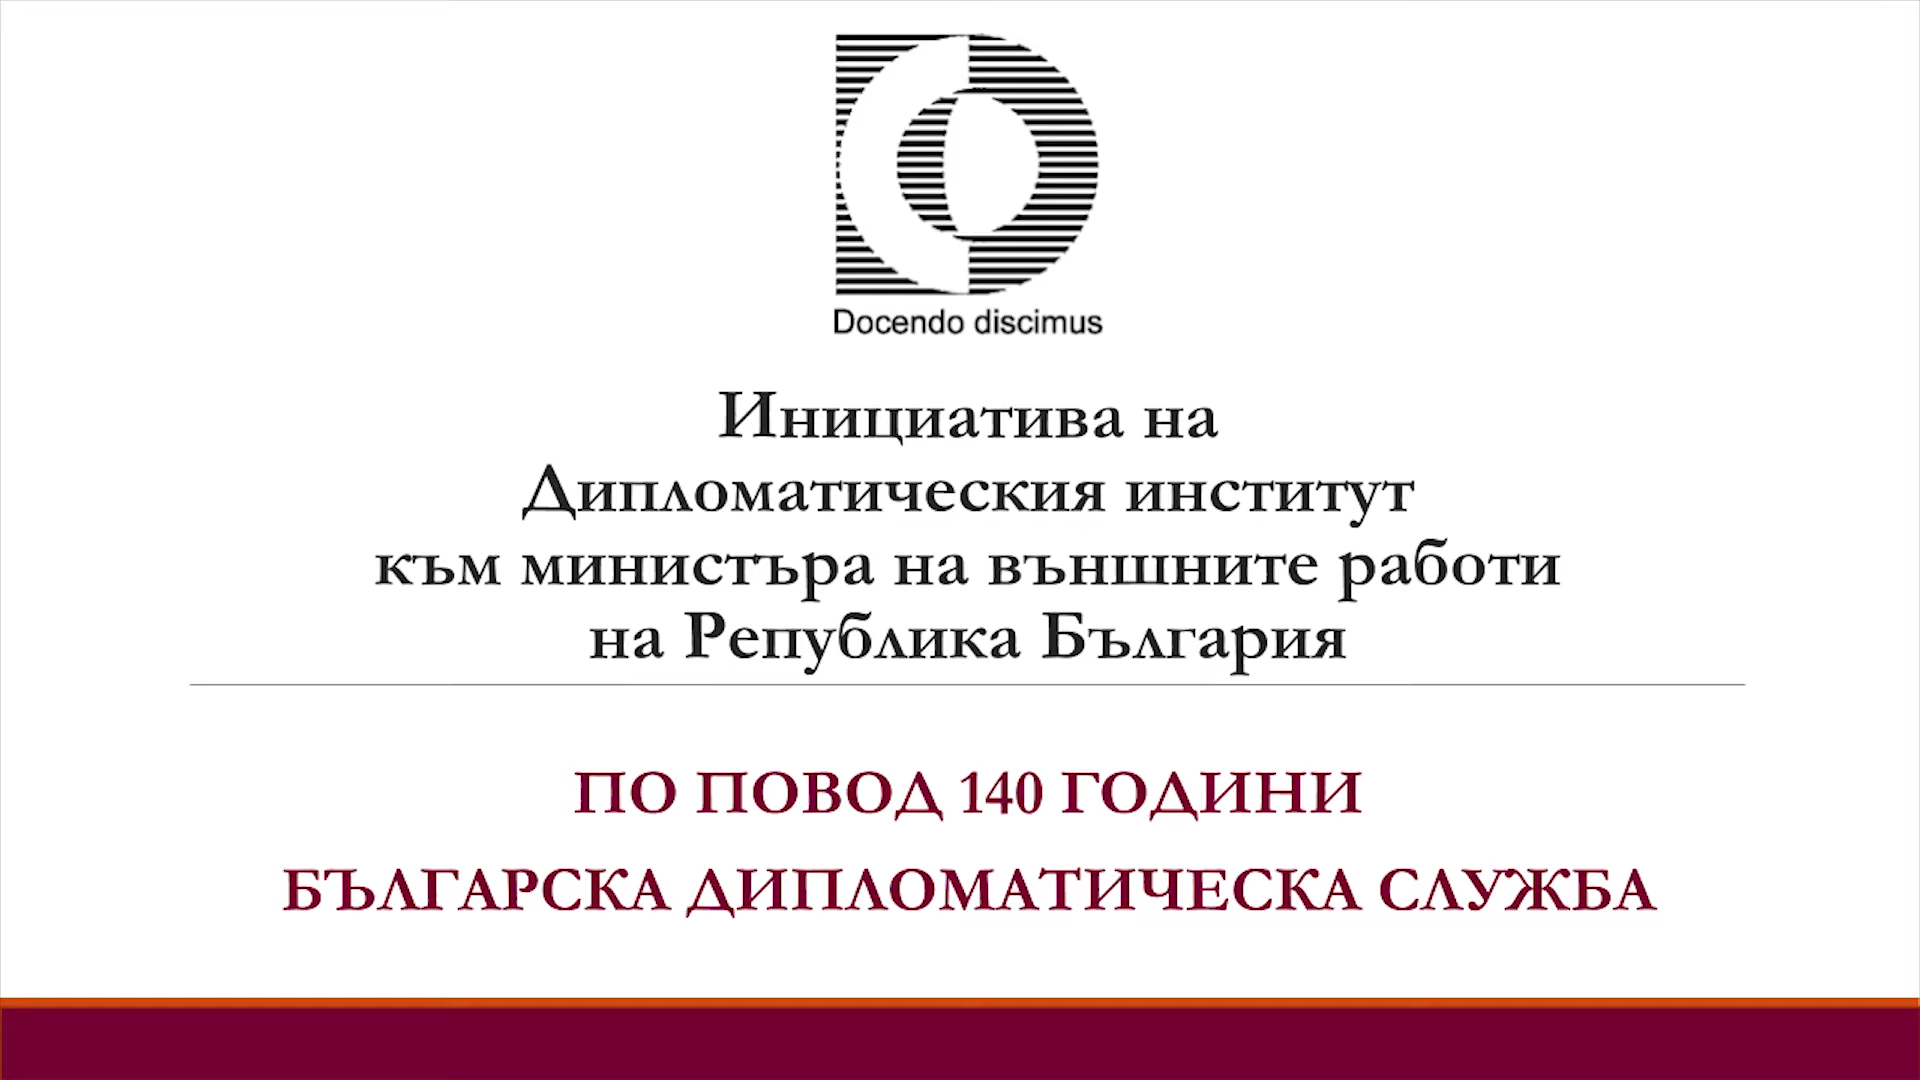 Docendo discimus
Инициатива на
Дипломатическия институт
към министъра на външните работи
на Република България
ПО ПОВОД 140 ГОДИНИ
БЪЛГАРСКА ДИПЛОМАТИЧЕСКА СЛУЖБА